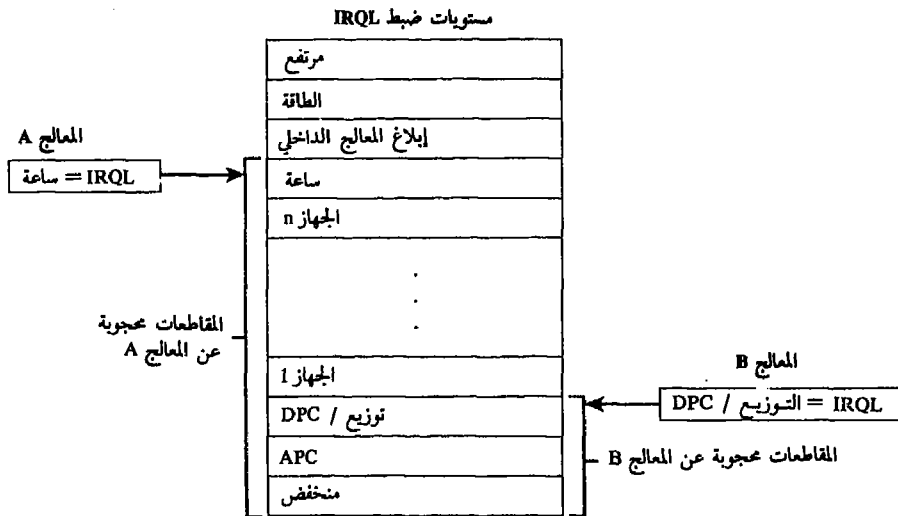 مستويات ضبط IRQL
مرتفع
الطاقة
إبلاغ المعالج الداخلي
ساعة
الجهاز n
.
.
.
الجهاز 1
توزيع / DPC
APC
منخفض
المعالج A
IRQL = ساعة
المقاطعات محجوبة
عن المعالج A
المعالج B
IRQL = التوزيع / DPC
المقاطعات محجوبة عن المعالج B